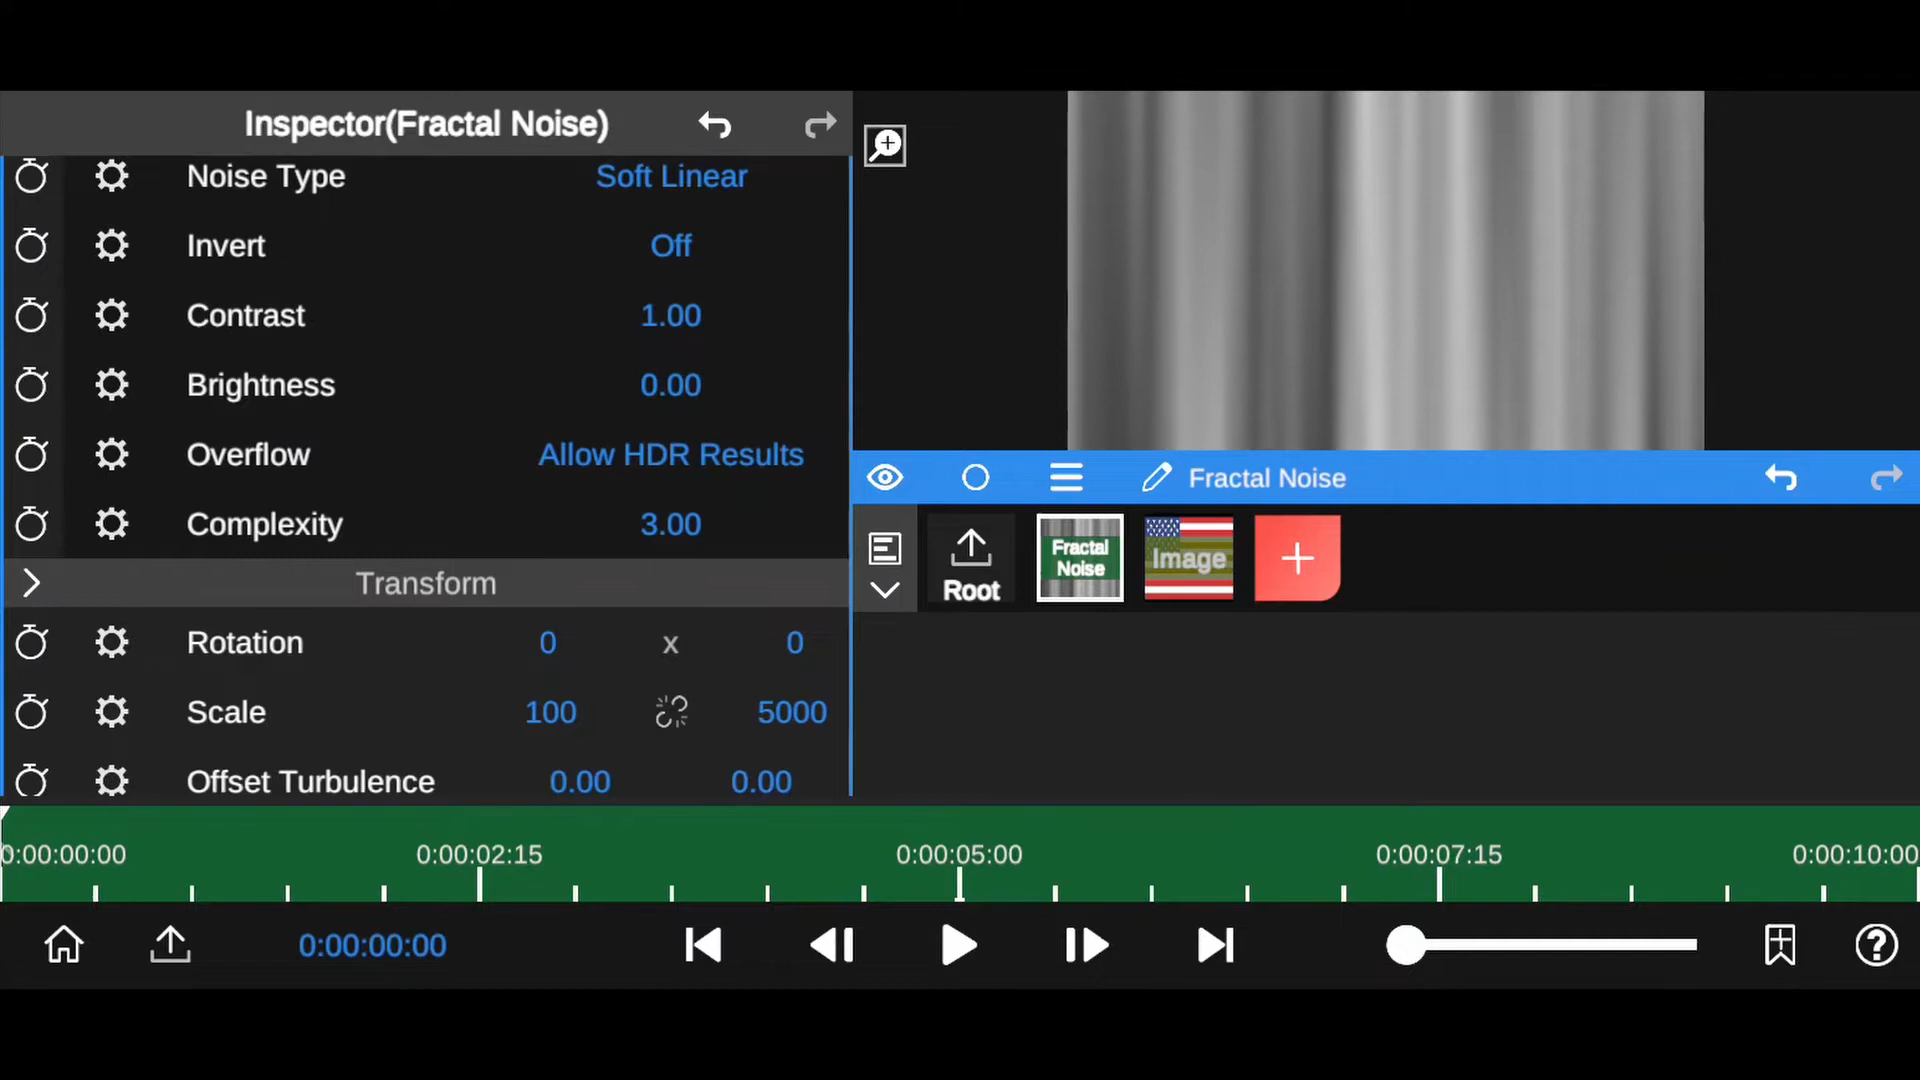 Inspector(Fractal Noise)
Noise Type Soft Linear
Invert Off
Contrast 1.00
Brightness 0.00
Overflow Allow HDR Results
Complexity 3.00
Transform
Rotation 0 x 0
Scale 100 5000
Offset Turbulence 0.00 0.00
Fractal Noise
Root
Fractal
Noise
Image
0:00:00:00 0:00:02:15 0:00:05:00 0:00:07:15 0:00:10:00
0:00:00:00